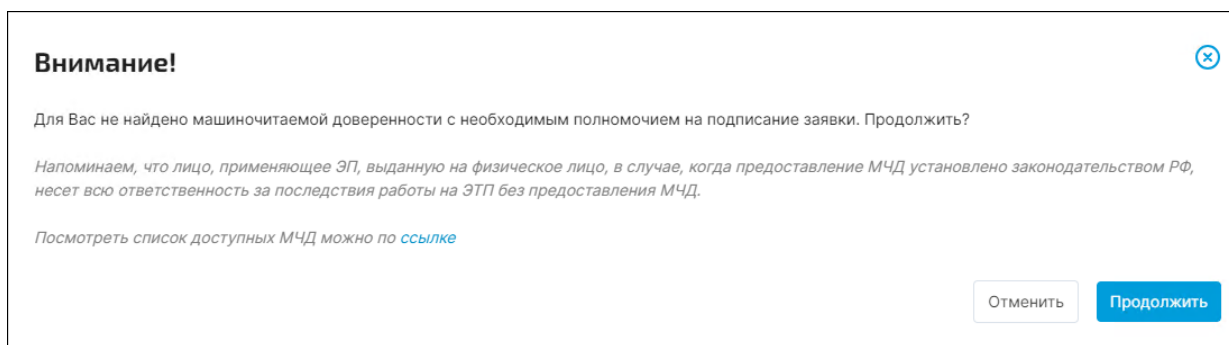 Внимание!
Для Вас не найдено машиночитаемой доверенности с необходимым полномочием на подписание заявки. Продолжить?
Напоминаем, что лицо, применяющее ЭП, выданную на физическое лицо, в случае, когда предоставление МЧД установлено законодательством РФ,
несет всю ответственность за последствия работы на ЭТП без предоставления МЧД.
Посмотреть список доступных МЧД можно по ссылке
Отменить Продолжить